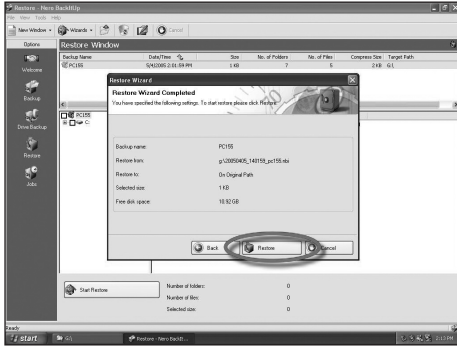 Restore - Nero BackItUp
File View Tools Help
New Window Wizards Cancel
Options
Restore Window
Backup Name Date/Time Size No. of Folders No. of Files Compress Size Target Path
PC155 5/4/2005 2:01:59 PM 1 KB 7 5 2 KB G:\
Welcome
Backup
Drive Backup
Restore
Jobs
PC155
C:
Restore Wizard
Restore Wizard Completed
You have specified the following settings. To start restore please click Restore.
Backup name: PC155
Restore from: g:\20050405_140159_pc155.nbi
Restore to: On Original Path
Selected size: 1 KB
Free disk space: 10.92 GB
Back Restore Cancel
Start Restore
Number of folders: 0
Number of files: 0
Selected size: 0
Ready
start G:\ Restore - Nero BackIt... 2:13 PM